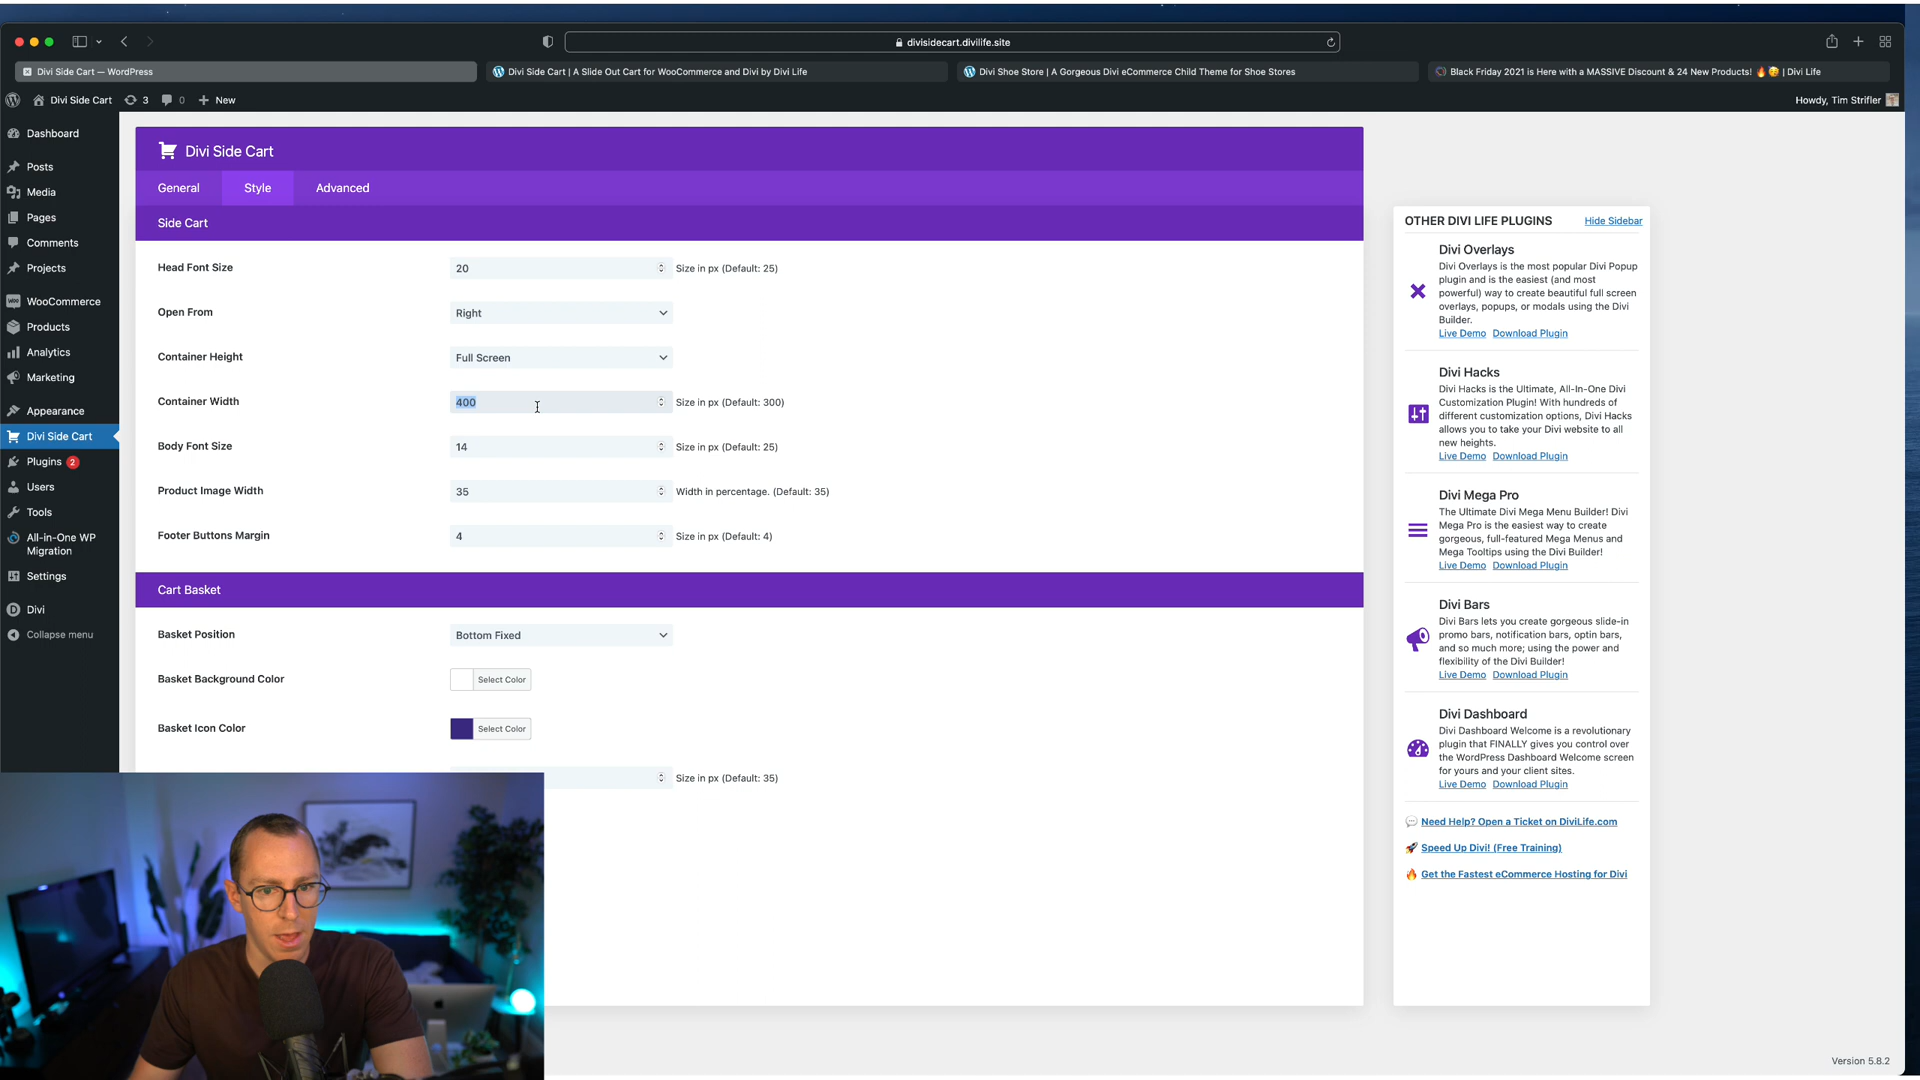 divisidecart.divilife.site
Divi Side Cart — WordPress
Divi Side Cart | A Slide Out Cart for WooCommerce and Divi by Divi Life
Divi Shoe Store | A Gorgeous Divi eCommerce Child Theme for Shoe Stores
Black Friday 2021 is Here with a MASSIVE Discount & 24 New Products! 🔥🥳 | Divi Life
Divi Side Cart
3
0
New
Howdy, Tim Strifler
Dashboard
Posts
Media
Pages
Comments
Projects
WooCommerce
Products
Analytics
Marketing
Appearance
Divi Side Cart
Plugins 2
Users
Tools
All-in-One WP
Migration
Settings
Divi
Collapse menu
Divi Side Cart
General
Style
Advanced
Side Cart
Head Font Size
20
Size in px (Default: 25)
Open From
Right
Container Height
Full Screen
Container Width
400
Size in px (Default: 300)
Body Font Size
14
Size in px (Default: 25)
Product Image Width
35
Width in percentage. (Default: 35)
Footer Buttons Margin
4
Size in px (Default: 4)
Cart Basket
Basket Position
Bottom Fixed
Basket Background Color
Select Color
Basket Icon Color
Select Color
Size in px (Default: 35)
OTHER DIVI LIFE PLUGINS
Hide Sidebar
Divi Overlays
Divi Overlays is the most popular Divi Popup
plugin and is the easiest (and most
powerful) way to create beautiful full screen
overlays, popups, or modals using the Divi
Builder.
Live Demo Download Plugin
Divi Hacks
Divi Hacks is the Ultimate, All-In-One Divi
Customization Plugin! With hundreds of
different customization options, Divi Hacks
allows you to take your Divi website to all
new heights.
Live Demo Download Plugin
Divi Mega Pro
The Ultimate Divi Mega Menu Builder! Divi
Mega Pro is the easiest way to create
gorgeous, full-featured Mega Menus and
Mega Tooltips using the Divi Builder!
Live Demo Download Plugin
Divi Bars
Divi Bars lets you create gorgeous slide-in
promo bars, notification bars, optin bars,
and so much more; using the power and
flexibility of the Divi Builder!
Live Demo Download Plugin
Divi Dashboard
Divi Dashboard Welcome is a revolutionary
plugin that FINALLY gives you control over
the WordPress Dashboard Welcome screen
for yours and your client sites.
Live Demo Download Plugin
Need Help? Open a Ticket on DiviLife.com
Speed Up Divi! (Free Training)
Get the Fastest eCommerce Hosting for Divi
Version 5.8.2